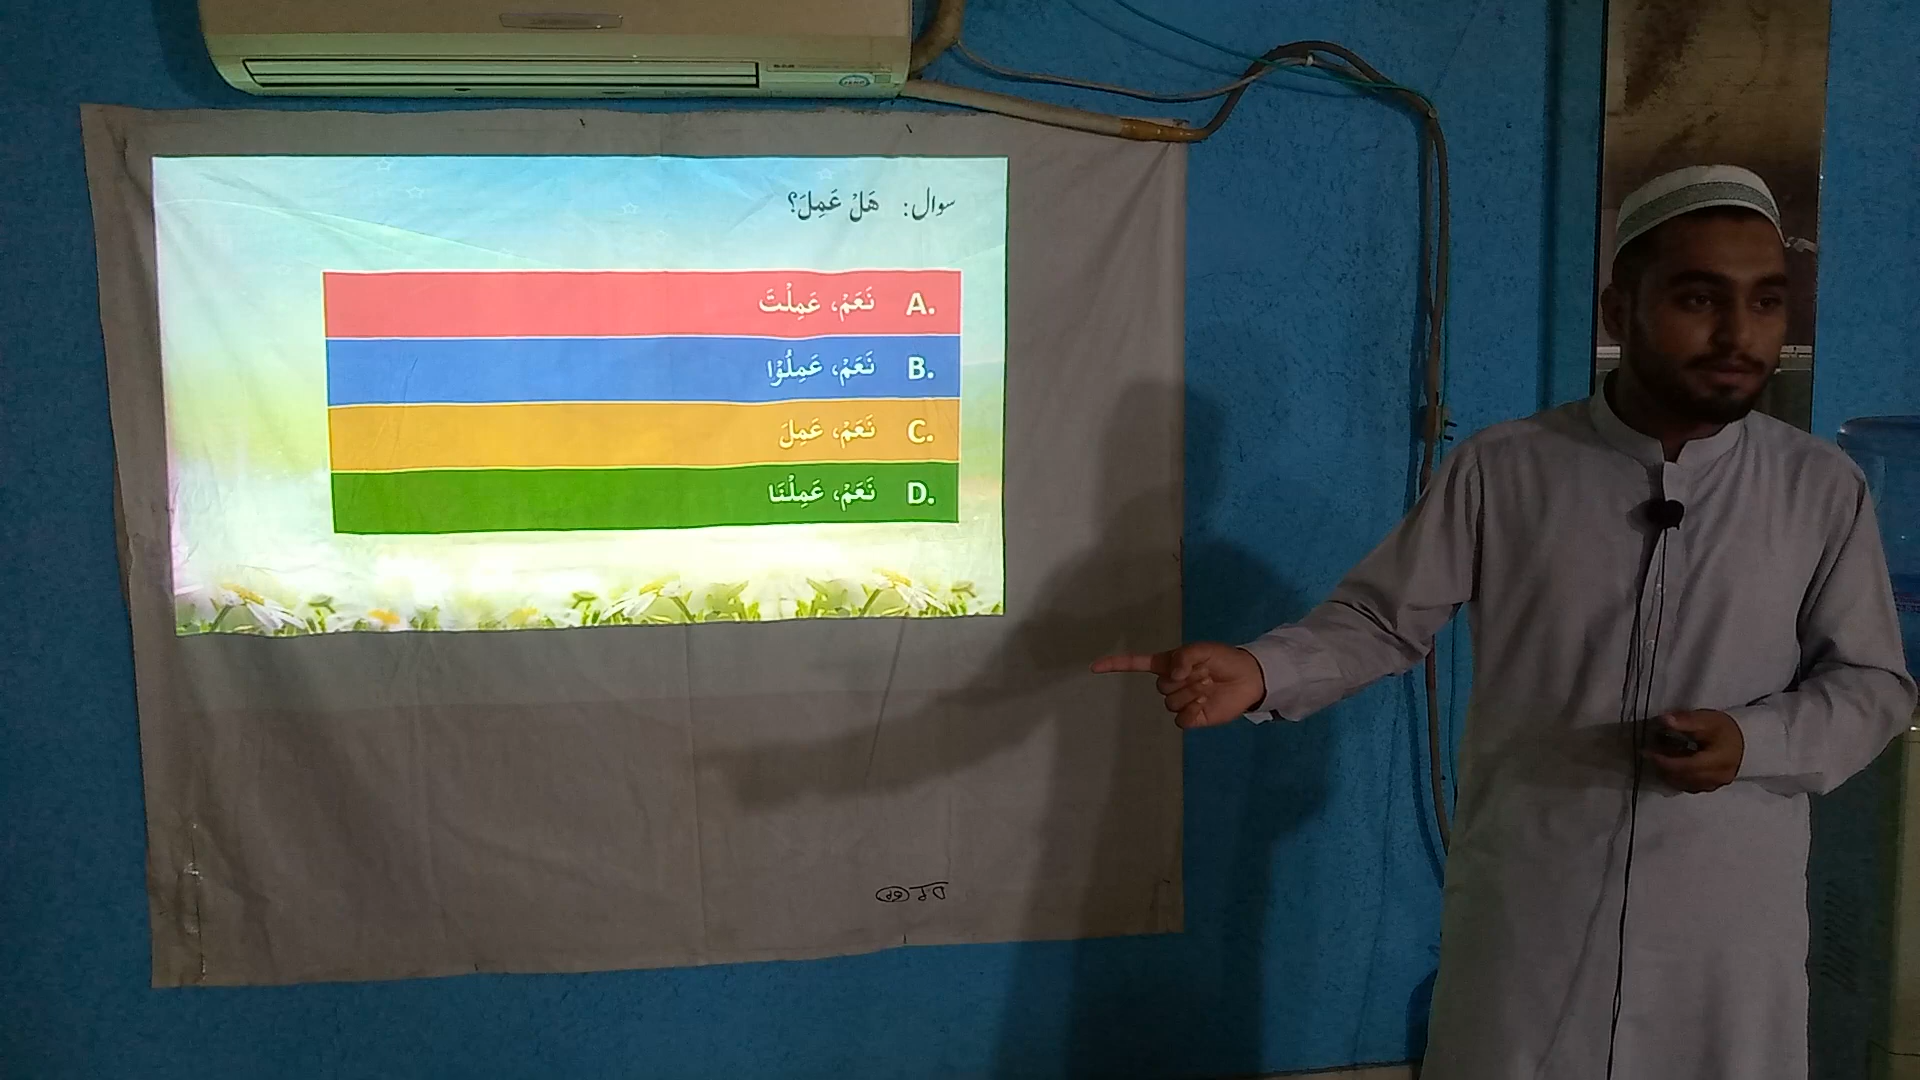 سوال: هَلْ عَمِلَ؟
A. نَعَمْ، عَمِلْتَ
B. نَعَمْ، عَمِلُوْا
C. نَعَمْ، عَمِلَ
D. نَعَمْ، عَمِلْنَا